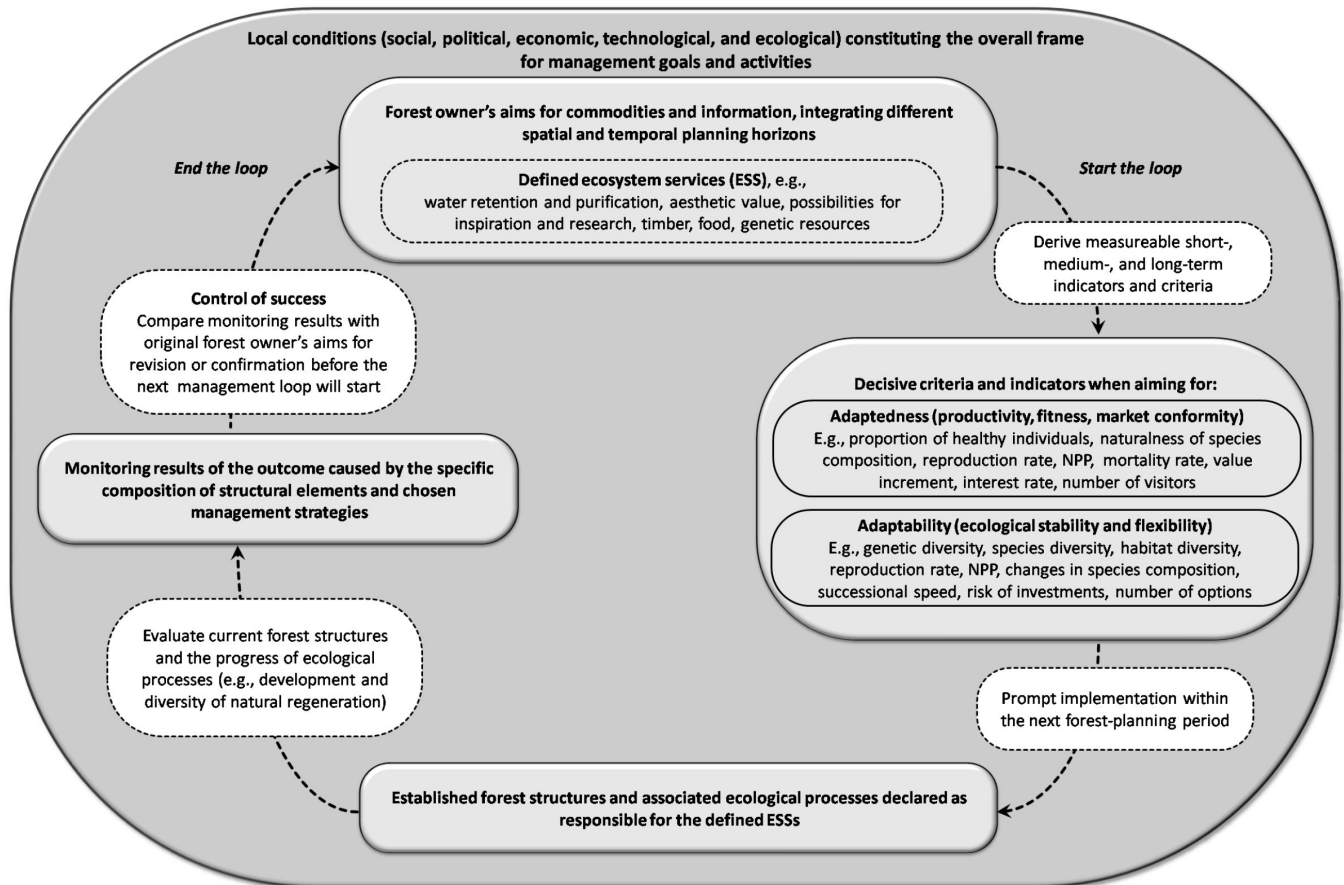 Local conditions (social, political, economic, technological, and ecological) constituting the overall frame
for management goals and activities
Forest owner’s aims for commodities and information, integrating different
spatial and temporal planning horizons
Defined ecosystem services (ESS), e.g.,
water retention and purification, aesthetic value, possibilities for
inspiration and research, timber, food, genetic resources
Start the loop
Derive measureable short-,
medium-, and long-term
indicators and criteria
Decisive criteria and indicators when aiming for:
Adaptedness (productivity, fitness, market conformity)
E.g., proportion of healthy individuals, naturalness of species
composition, reproduction rate, NPP, mortality rate, value
increment, interest rate, number of visitors
Adaptability (ecological stability and flexibility)
E.g., genetic diversity, species diversity, habitat diversity,
reproduction rate, NPP, changes in species composition,
successional speed, risk of investments, number of options
Prompt implementation within
the next forest-planning period
Established forest structures and associated ecological processes declared as
responsible for the defined ESSs
Evaluate current forest structures
and the progress of ecological
processes (e.g., development and
diversity of natural regeneration)
Monitoring results of the outcome caused by the specific
composition of structural elements and chosen
management strategies
Control of success
Compare monitoring results with
original forest owner’s aims for
revision or confirmation before the
next management loop will start
End the loop